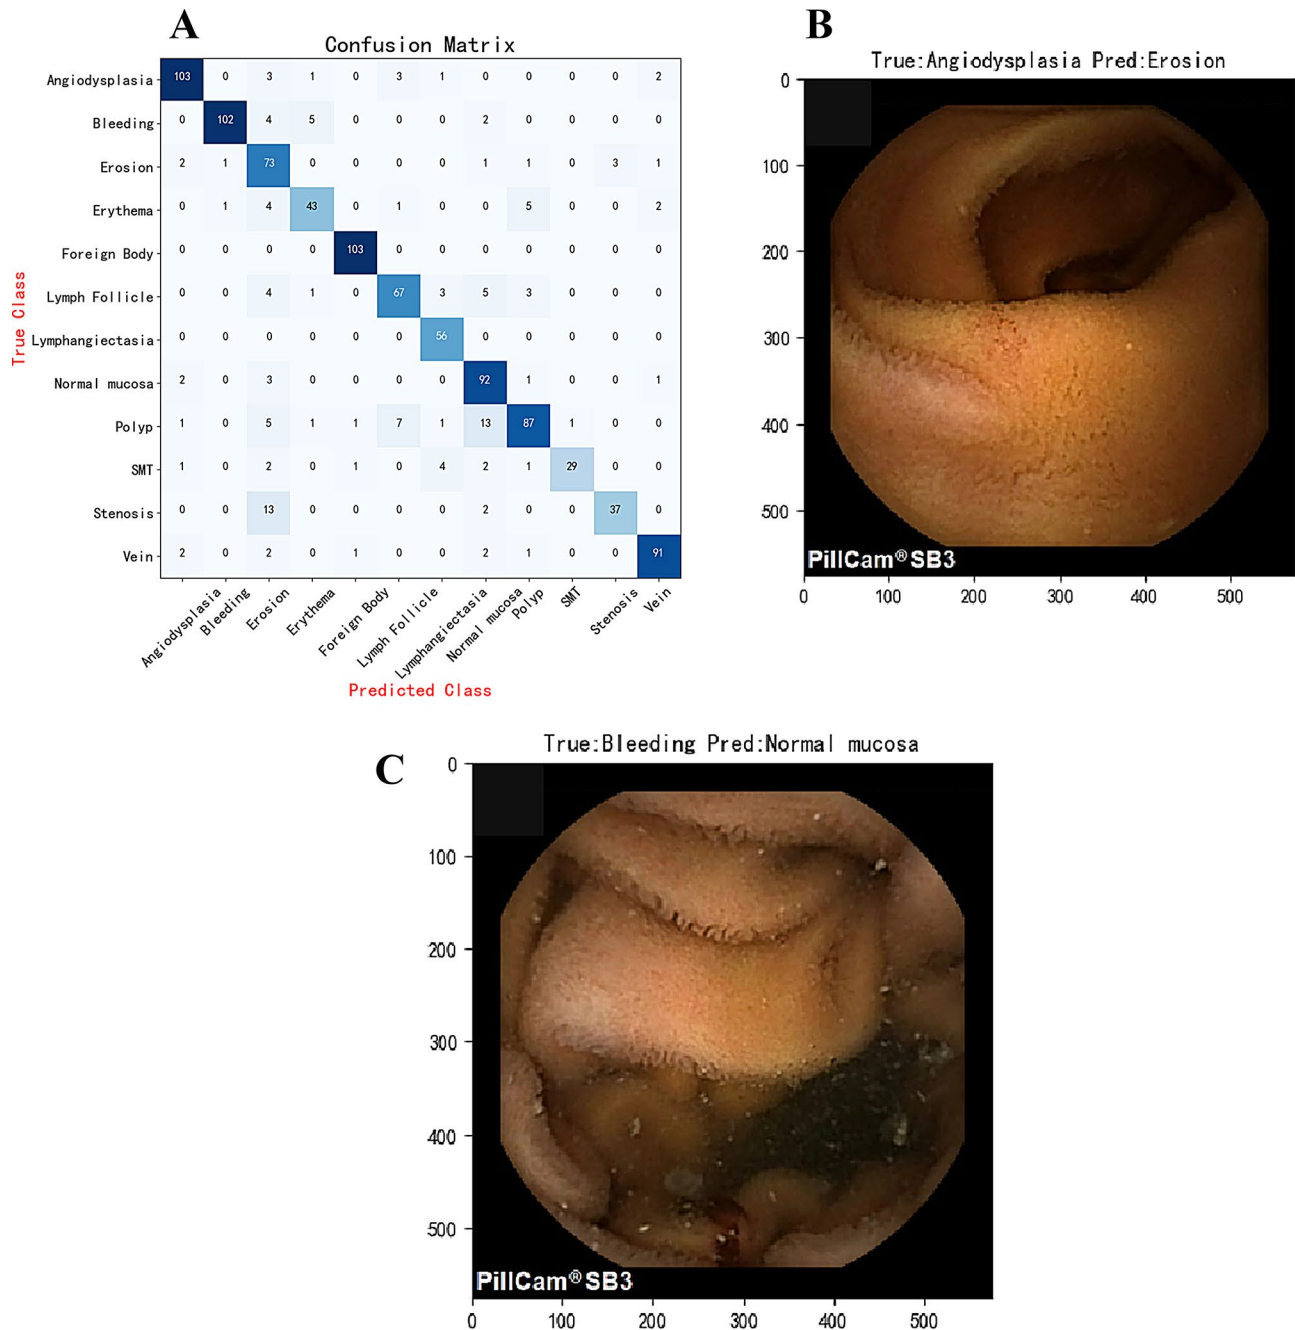 A
Confusion Matrix
Angiodysplasia 103 0 3 1 0 3 1 0 0 0 0 2
Bleeding 0 102 4 5 0 0 0 2 0 0 0 0
Erosion 2 1 73 0 0 0 0 1 1 0 3 1
Erythema 0 1 4 43 0 1 0 0 5 0 0 2
Foreign Body 0 0 0 0 103 0 0 0 0 0 0 0
Lymph Follicle 0 0 4 1 0 67 3 5 3 0 0 0
Lymphangiectasia 0 0 0 0 0 0 56 0 0 0 0 0
Normal mucosa 2 0 3 0 0 0 0 92 1 0 0 1
Polyp 1 0 5 1 1 7 1 13 87 1 0 0
SMT 1 0 2 0 1 0 4 2 1 29 0 0
Stenosis 0 0 13 0 0 0 0 2 0 0 37 0
Vein 2 0 2 0 1 0 0 2 1 0 0 91
True Class
Angiodysplasia Bleeding Erosion Erythema Foreign Body Lymph Follicle Lymphangiectasia Normal mucosa Polyp SMT Stenosis Vein
Predicted Class
B
True:Angiodysplasia Pred:Erosion
0
100
200
300
400
500
PillCam®SB3
0 100 200 300 400 500
C
True:Bleeding Pred:Normal mucosa
0
100
200
300
400
500
PillCam®SB3
0 100 200 300 400 500